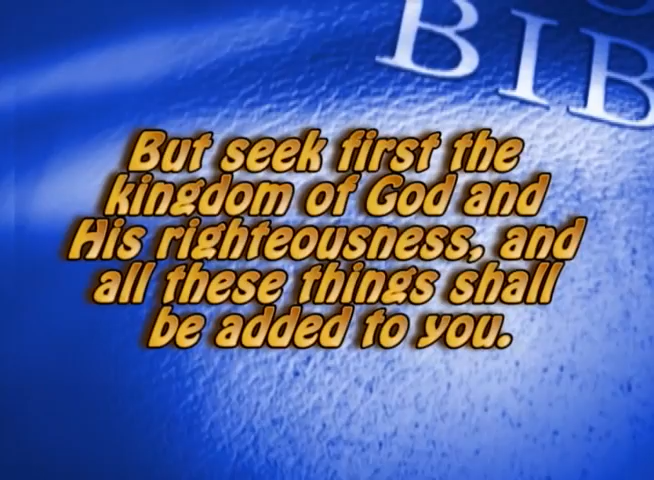 BIB
But seek first the
kingdom of God and
His righteousness, and
all these things shall
be added to you.